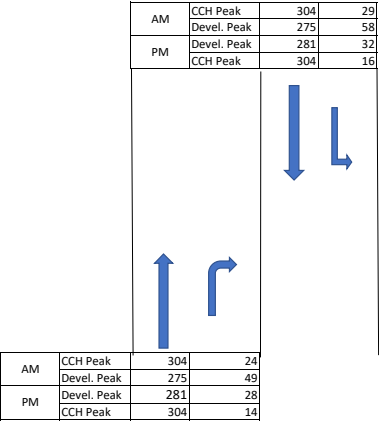 AM CCH Peak 304 29
Devel. Peak 275 58
PM Devel. Peak 281 32
CCH Peak 304 16
AM CCH Peak 304 24
Devel. Peak 275 49
PM Devel. Peak 281 28
CCH Peak 304 14